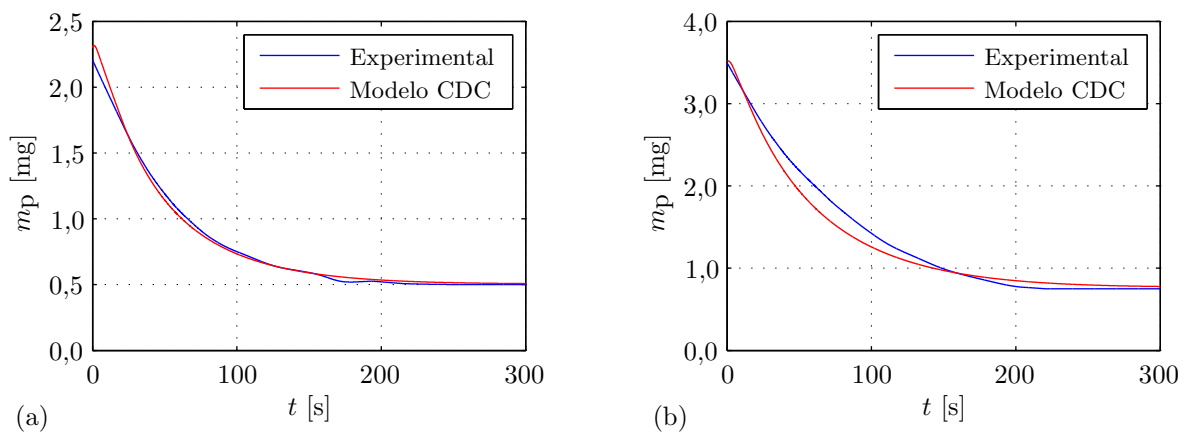 2,5
2,0
1,5
1,0
0,5
0,0
mp [mg]
Experimental
Modelo CDC
0
100
200
300
t [s]
(a)
4,0
3,0
2,0
1,0
0,0
mp [mg]
Experimental
Modelo CDC
0
100
200
300
t [s]
(b)